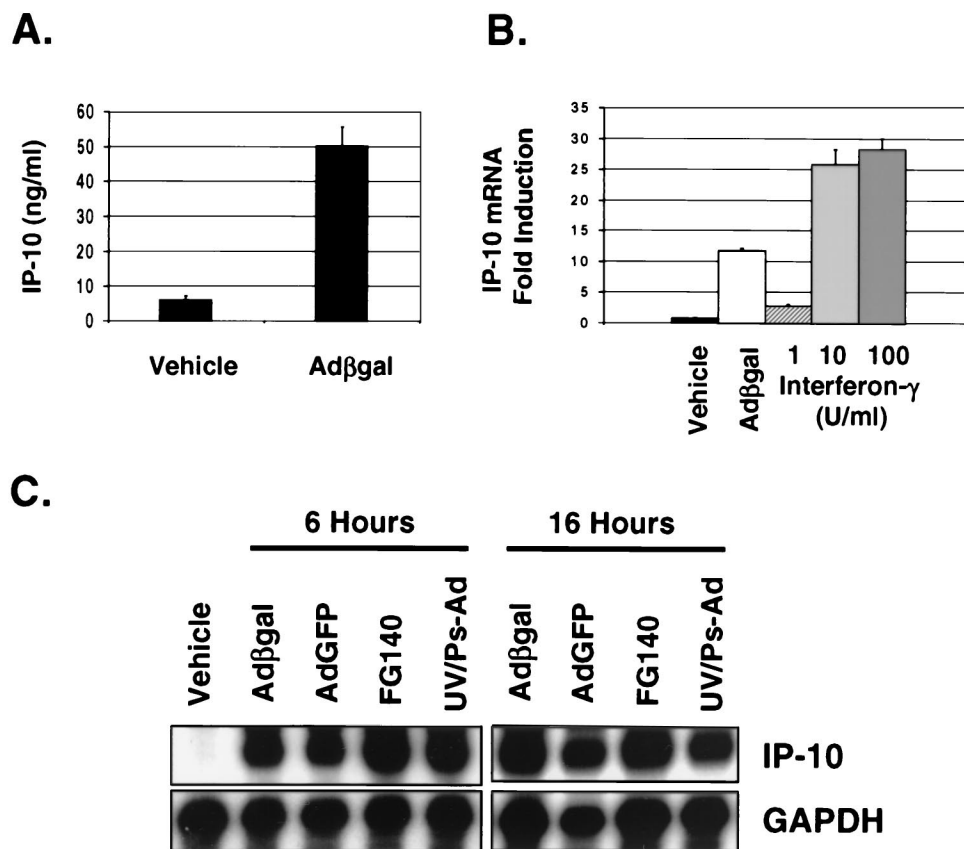 A.
IP-10 (ng/ml)
60
50
40
30
20
10
0
Vehicle
Adβgal
B.
IP-10 mRNA
Fold Induction
35
30
25
20
15
10
5
0
Vehicle
Adβgal
1 10 100
Interferon-γ
(U/ml)
C.
6 Hours
16 Hours
Vehicle
Adβgal
AdGFP
FG140
UV/Ps-Ad
Adβgal
AdGFP
FG140
UV/Ps-Ad
IP-10
GAPDH